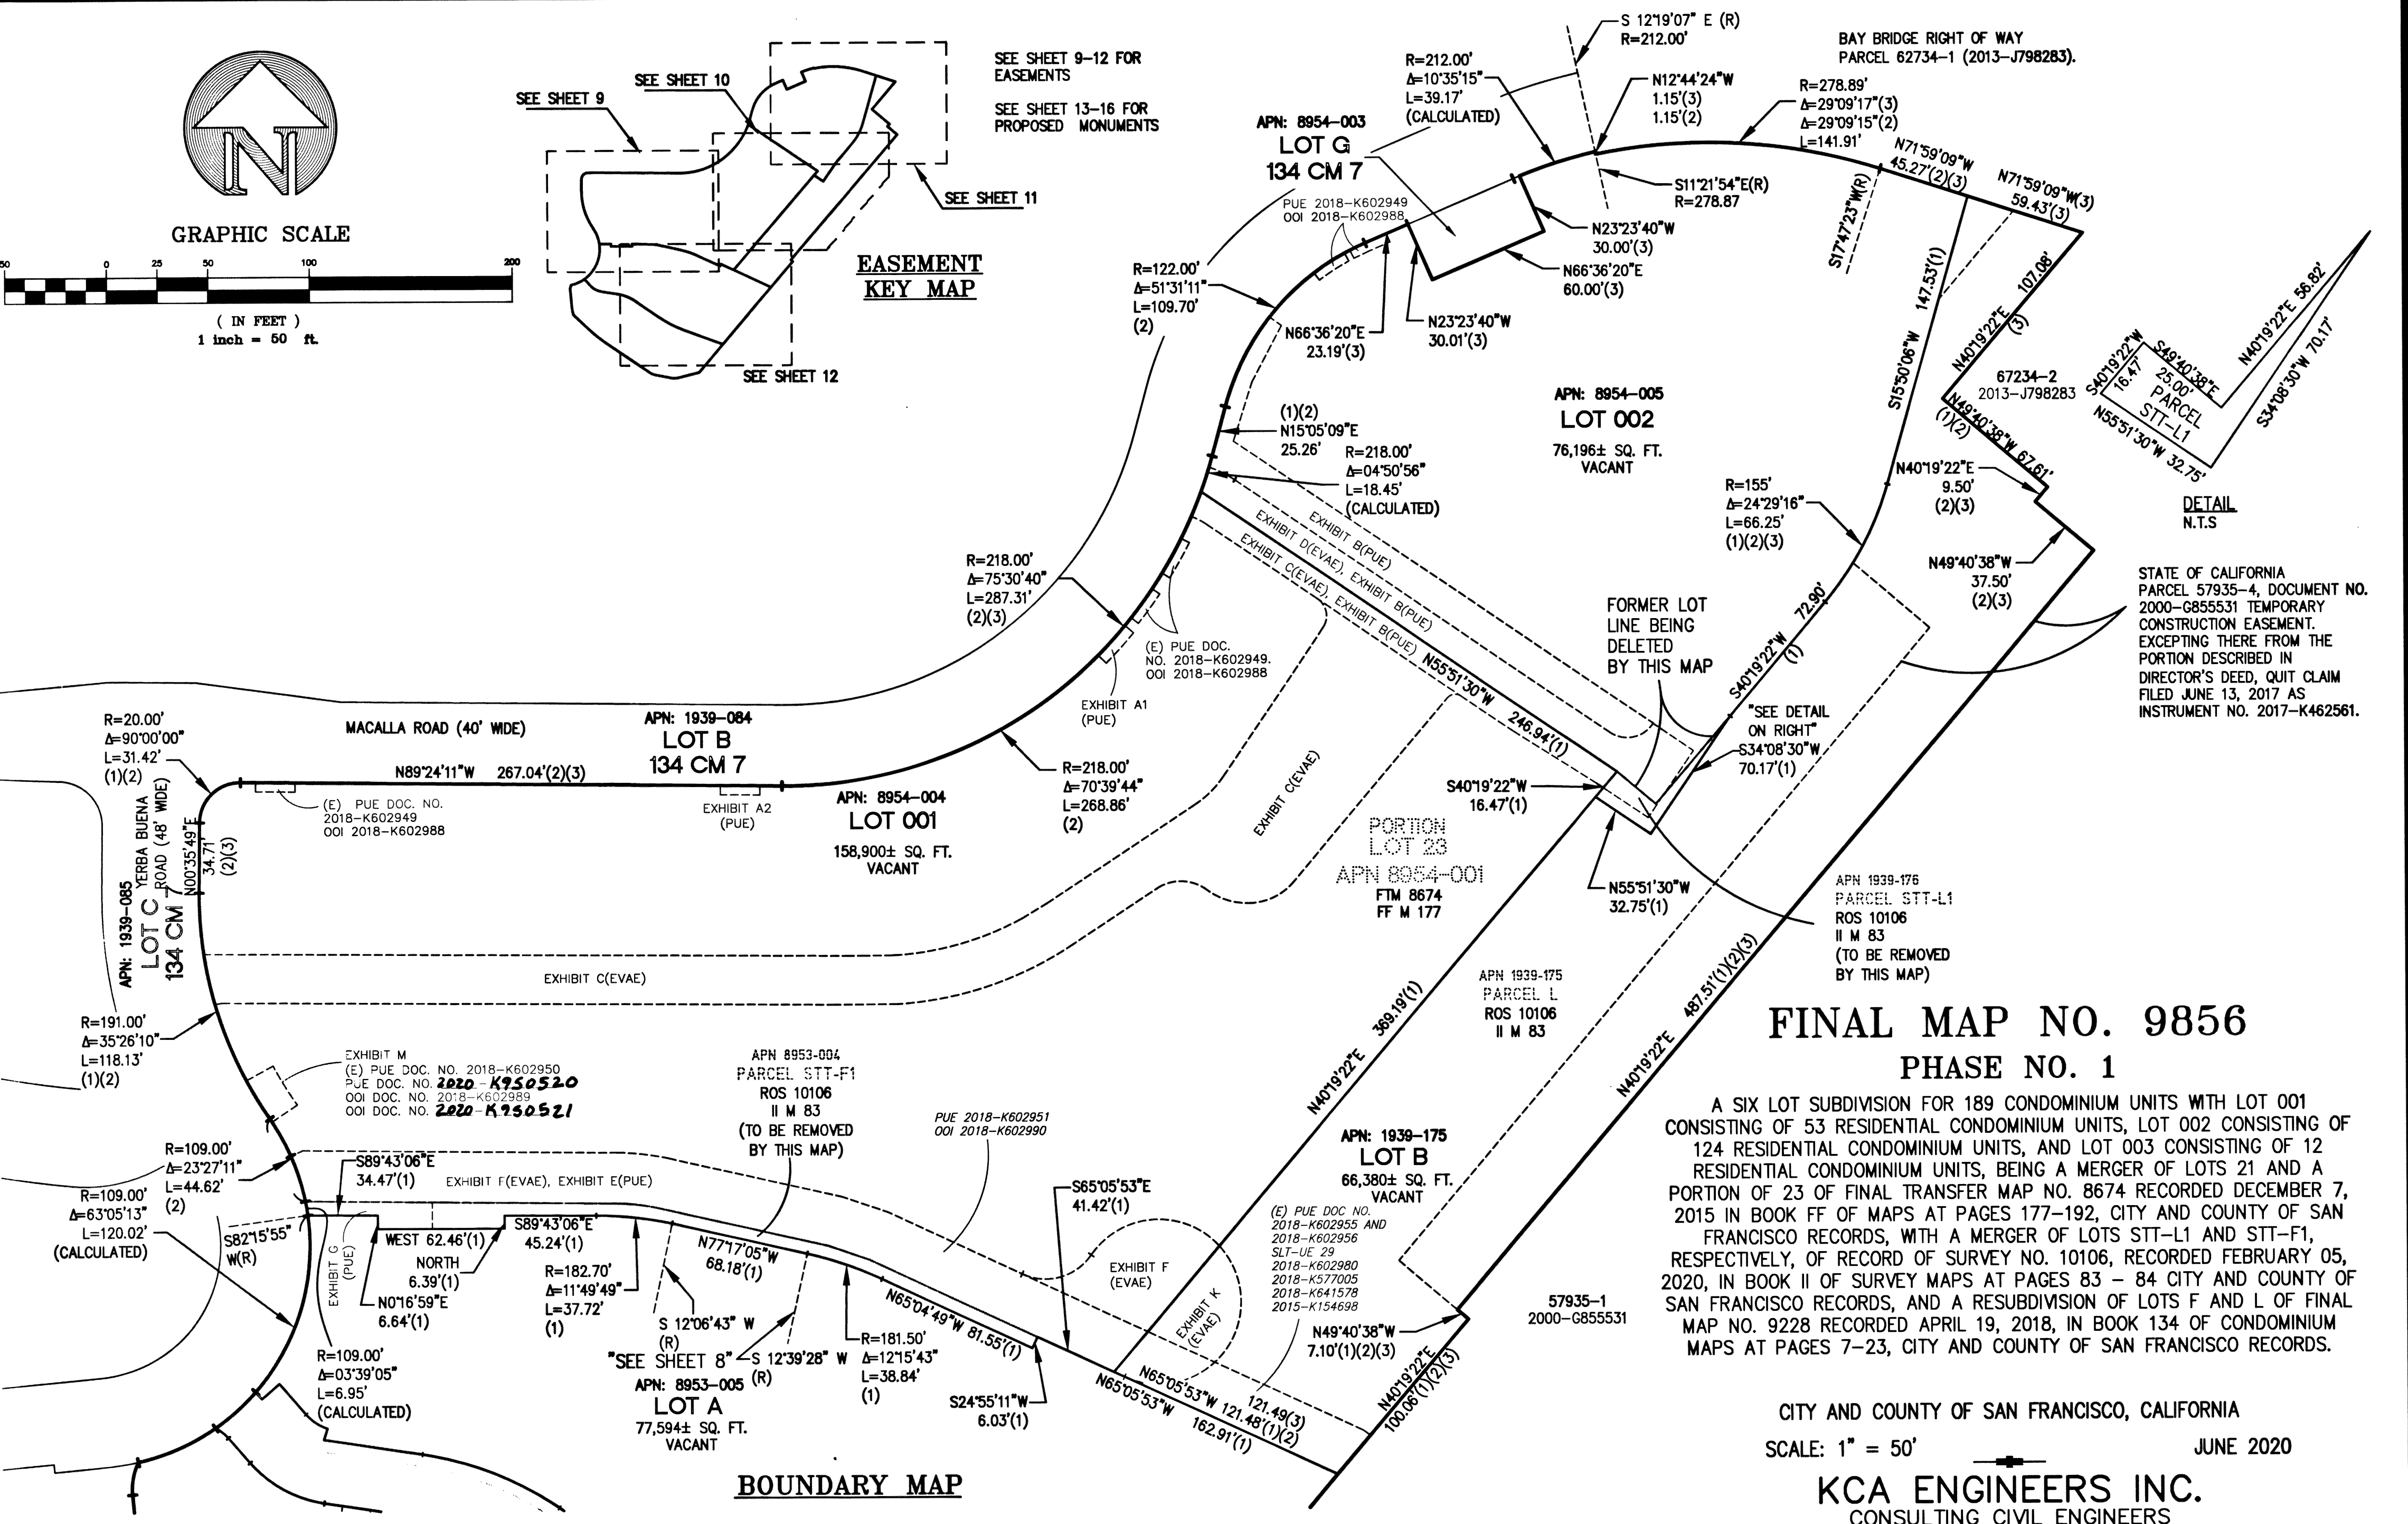 N
GRAPHIC SCALE
50
0
25
50
100
200
( IN FEET )
1 inch = 50 ft.
SEE SHEET 9
SEE SHEET 10
SEE SHEET 11
SEE SHEET 12
EASEMENT
KEY MAP
SEE SHEET 9-12 FOR
EASEMENTS
SEE SHEET 13-16 FOR
PROPOSED MONUMENTS
S 12°19'07" E (R)
R=212.00'
BAY BRIDGE RIGHT OF WAY
PARCEL 62734-1 (2013-J798283).
R=212.00'
Δ=10°35'15"
L=39.17'
(CALCULATED)
N12°44'24"W
1.15'(3)
1.15'(2)
R=278.89'
Δ=29°09'17"(3)
Δ=29°09'15"(2)
L=141.91'
APN: 8954-003
LOT G
134 CM 7
N71°59'09"W
45.27'(2)(3)
N71°59'09"W(3)
59.43'(3)
S11°21'54"E(R)
R=278.87
S17°47'23"W(R)
PUE 2018-K602949
OOI 2018-K602988
N23°23'40"W
30.00'(3)
N66°36'20"E
60.00'(3)
R=122.00'
Δ=51°31'11"
L=109.70'
(2)
N66°36'20"E
23.19'(3)
N23°23'40"W
30.01'(3)
S15°50'06"W 147.53'(1)
N40°19'22"E 107.08'
(3)
67234-2
2013-J798283
S40°19'22"W
16.47'
S49°40'38"E
25.00'
PARCEL
STT-L1
N40°19'22"E 56.82'
S34°08'30"W 70.17'
N55°51'30"W 32.75'
DETAIL
N.T.S
APN: 8954-005
LOT 002
76,196± SQ. FT.
VACANT
(1)(2)
N15°05'09"E
25.26'
R=218.00'
Δ=04°50'56"
L=18.45'
(CALCULATED)
N49°40'38"W 67.61'
(1)(2)
N40°19'22"E
9.50'
(2)(3)
R=155'
Δ=24°29'16"
L=66.25'
(1)(2)(3)
N49°40'38"W
37.50'
(2)(3)
EXHIBIT B(PUE)
EXHIBIT D(EVAE), EXHIBIT B(PUE)
EXHIBIT C(EVAE), EXHIBIT B(PUE)
N55°51'30"W 246.94'(1)
R=218.00'
Δ=75°30'40"
L=287.31'
(2)(3)
(E) PUE DOC.
NO. 2018-K602949.
OOI 2018-K602988
EXHIBIT A1
(PUE)
FORMER LOT
LINE BEING
DELETED
BY THIS MAP
S40°19'22"W 72.90'
(1)
"SEE DETAIL
ON RIGHT"
S34°08'30"W
70.17'(1)
STATE OF CALIFORNIA
PARCEL 57935-4, DOCUMENT NO.
2000-G855531 TEMPORARY
CONSTRUCTION EASEMENT.
EXCEPTING THERE FROM THE
PORTION DESCRIBED IN
DIRECTOR'S DEED, QUIT CLAIM
FILED JUNE 13, 2017 AS
INSTRUMENT NO. 2017-K462561.
R=20.00'
Δ=90°00'00"
L=31.42'
(1)(2)
MACALLA ROAD (40' WIDE)
APN: 1939-084
LOT B
134 CM 7
N89°24'11"W 267.04'(2)(3)
(E) PUE DOC. NO.
2018-K602949
OOI 2018-K602988
EXHIBIT A2
(PUE)
APN: 8954-004
LOT 001
158,900± SQ. FT.
VACANT
R=218.00'
Δ=70°39'44"
L=268.86'
(2)
EXHIBIT C(EVAE)
S40°19'22"W
16.47'(1)
PORTION
LOT 23
APN 8954-001
FTM 8674
FF M 177
N55°51'30"W
32.75'(1)
APN: 1939-085
LOT C
134 CM 7
YERBA BUENA
ROAD (48' WIDE)
N00°35'49"E
34.71'
(2)(3)
EXHIBIT C(EVAE)
APN 1939-176
PARCEL STT-L1
ROS 10106
II M 83
(TO BE REMOVED
BY THIS MAP)
APN 1939-175
PARCEL L
ROS 10106
II M 83
N40°19'22"E 369.19'(1)
N40°19'22"E 487.51'(1)(2)(3)
R=191.00'
Δ=35°26'10"
L=118.13'
(1)(2)
EXHIBIT M
(E) PUE DOC. NO. 2018-K602950
PUE DOC. NO. 2020-K950520
OOI DOC. NO. 2018-K602989
OOI DOC. NO. 2020-K950521
APN 8953-004
PARCEL STT-F1
ROS 10106
II M 83
(TO BE REMOVED
BY THIS MAP)
PUE 2018-K602951
OOI 2018-K602990
R=109.00'
Δ=23°27'11"
L=44.62'
(2)
R=109.00'
Δ=63°05'13"
L=120.02'
(CALCULATED)
S89°43'06"E
34.47'(1)
EXHIBIT F(EVAE), EXHIBIT E(PUE)
S82°15'55"
W(R)
EXHIBIT G
(PUE)
WEST 62.46'(1)
NORTH
6.39'(1)
N0°16'59"E
6.64'(1)
S89°43'06"E
45.24'(1)
R=182.70'
Δ=11°49'49"
L=37.72'
(1)
N77°17'05"W
68.18'(1)
S 12°06'43" W
(R)
"SEE SHEET 8"
S 12°39'28" W
(R)
R=109.00'
Δ=03°39'05"
L=6.95'
(CALCULATED)
APN: 8953-005
LOT A
77,594± SQ. FT.
VACANT
R=181.50'
Δ=12°15'43"
L=38.84'
(1)
N65°04'49"W 81.55'(1)
S24°55'11"W
6.03'(1)
S65°05'53"E
41.42'(1)
EXHIBIT F
(EVAE)
EXHIBIT K
(EVAE)
APN: 1939-175
LOT B
66,380± SQ. FT.
VACANT
(E) PUE DOC NO.
2018-K602955 AND
2018-K602956
SLT-UE 29
2018-K602980
2018-K577005
2018-K641578
2015-K154698
N49°40'38"W
7.10'(1)(2)(3)
57935-1
2000-G855531
121.49(3)
N65°05'53"W 121.48'(1)(2)
N65°05'53"W 162.91'(1)
N40°19'22"E
100.06'(1)(2)(3)
BOUNDARY MAP
FINAL MAP NO. 9856
PHASE NO. 1
A SIX LOT SUBDIVISION FOR 189 CONDOMINIUM UNITS WITH LOT 001
CONSISTING OF 53 RESIDENTIAL CONDOMINIUM UNITS, LOT 002 CONSISTING OF
124 RESIDENTIAL CONDOMINIUM UNITS, AND LOT 003 CONSISTING OF 12
RESIDENTIAL CONDOMINIUM UNITS, BEING A MERGER OF LOTS 21 AND A
PORTION OF 23 OF FINAL TRANSFER MAP NO. 8674 RECORDED DECEMBER 7,
2015 IN BOOK FF OF MAPS AT PAGES 177-192, CITY AND COUNTY OF SAN
FRANCISCO RECORDS, WITH A MERGER OF LOTS STT-L1 AND STT-F1,
RESPECTIVELY, OF RECORD OF SURVEY NO. 10106, RECORDED FEBRUARY 05,
2020, IN BOOK II OF SURVEY MAPS AT PAGES 83 - 84 CITY AND COUNTY OF
SAN FRANCISCO RECORDS, AND A RESUBDIVISION OF LOTS F AND L OF FINAL
MAP NO. 9228 RECORDED APRIL 19, 2018, IN BOOK 134 OF CONDOMINIUM
MAPS AT PAGES 7-23, CITY AND COUNTY OF SAN FRANCISCO RECORDS.
CITY AND COUNTY OF SAN FRANCISCO, CALIFORNIA
SCALE: 1" = 50'
JUNE 2020
KCA ENGINEERS INC.
CONSULTING CIVIL ENGINEERS